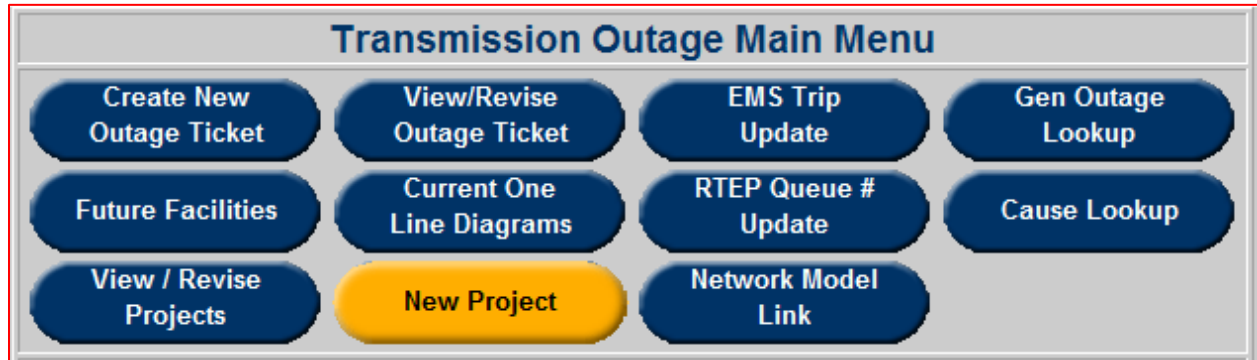 Transmission Outage Main Menu
Create New
Outage Ticket
View/Revise
Outage Ticket
EMS Trip
Update
Gen Outage
Lookup
Future Facilities
Current One
Line Diagrams
RTEP Queue #
Update
Cause Lookup
View / Revise
Projects
New Project
Network Model
Link